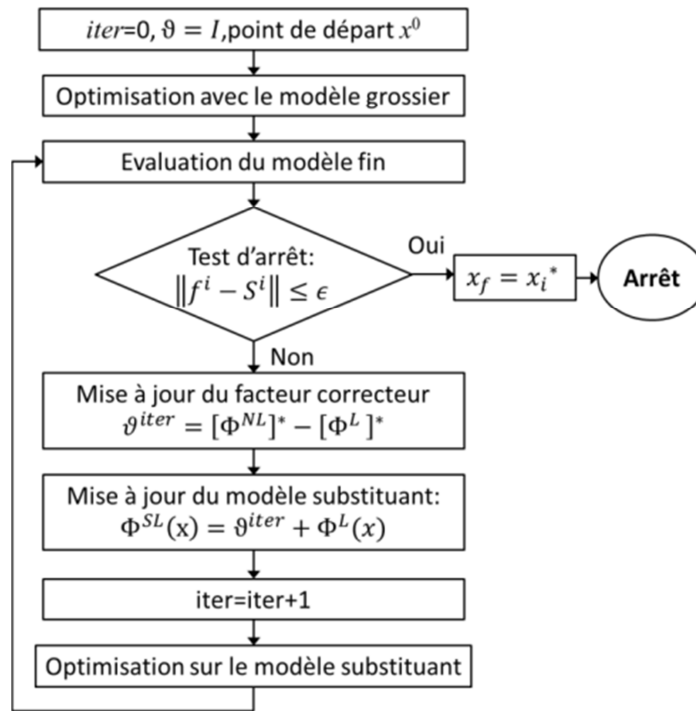 iter=0, ϑ = I,point de départ x⁰
Optimisation avec le modèle grossier
Evaluation du modèle fin
Test d'arrêt:
‖fⁱ − Sⁱ‖ ≤ ϵ
Oui
x_f = x_i*
Arrêt
Non
Mise à jour du facteur correcteur
ϑ^{iter} = [Φ^{NL}]* − [Φ^L ]*
Mise à jour du modèle substituant:
Φ^{SL}(x) = ϑ^{iter} + Φ^L(x)
iter=iter+1
Optimisation sur le modèle substituant